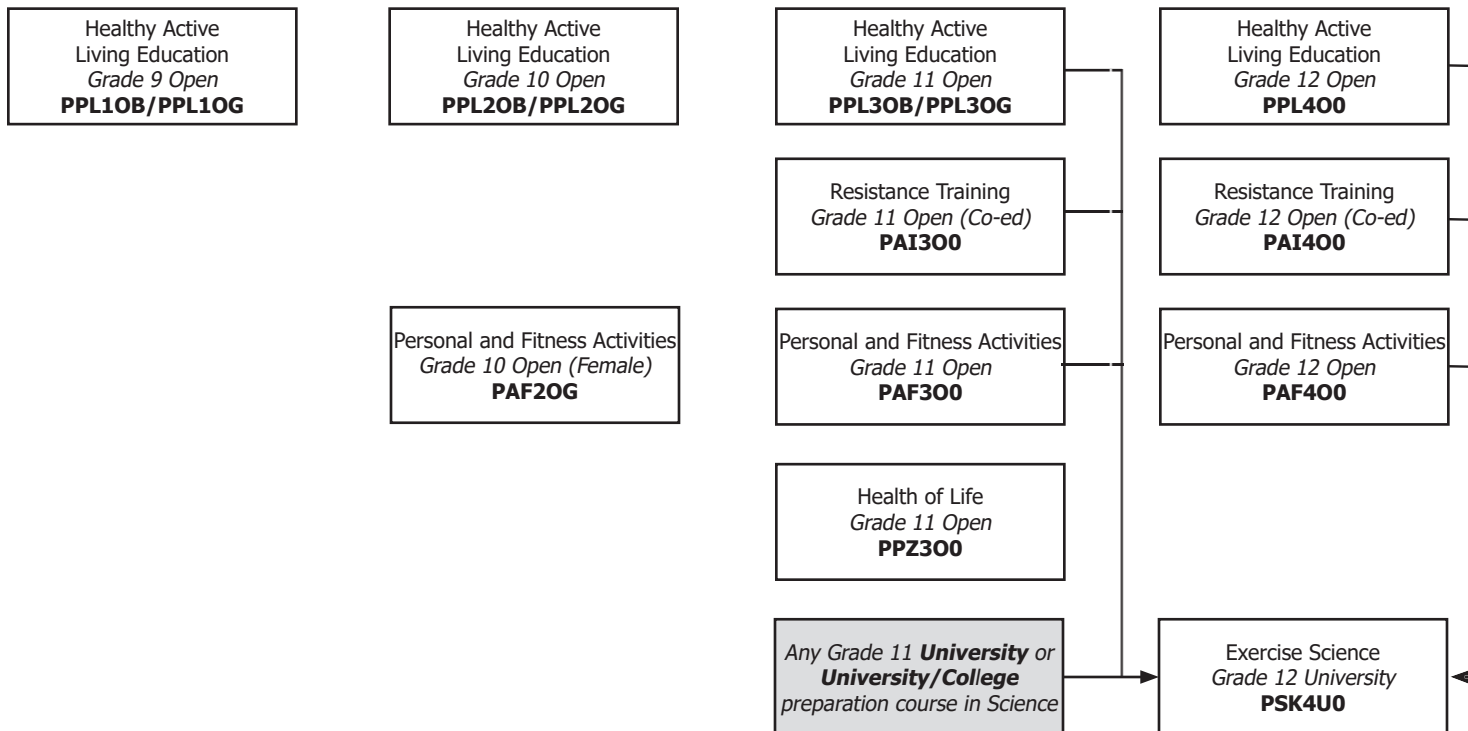 Healthy Active
Living Education
Grade 9 Open
PPL1OB/PPL1OG
Healthy Active
Living Education
Grade 10 Open
PPL2OB/PPL2OG
Healthy Active
Living Education
Grade 11 Open
PPL3OB/PPL3OG
Healthy Active
Living Education
Grade 12 Open
PPL4O0
Resistance Training
Grade 11 Open (Co-ed)
PAI3O0
Resistance Training
Grade 12 Open (Co-ed)
PAI4O0
Personal and Fitness Activities
Grade 10 Open (Female)
PAF2OG
Personal and Fitness Activities
Grade 11 Open
PAF3O0
Personal and Fitness Activities
Grade 12 Open
PAF4O0
Health of Life
Grade 11 Open
PPZ3O0
Any Grade 11 University or
University/College
preparation course in Science
Exercise Science
Grade 12 University
PSK4U0